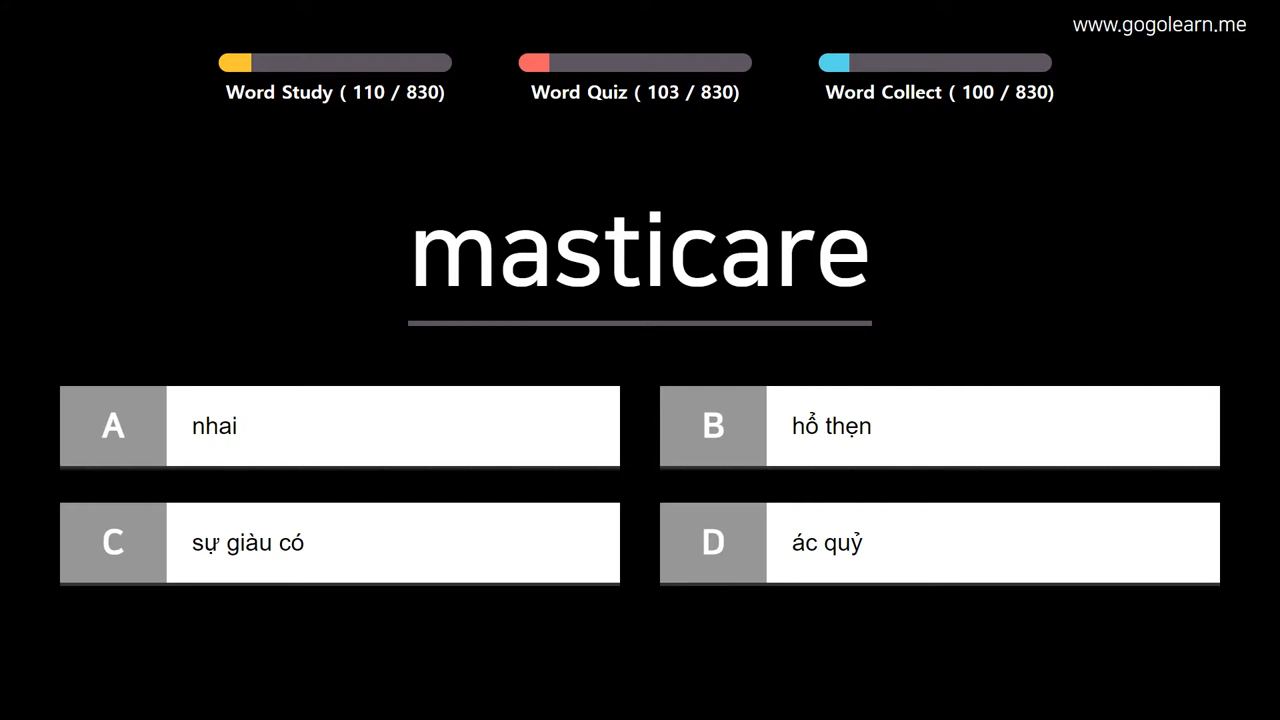 www.gogolearn.me
Word Study ( 110 / 830)
Word Quiz ( 103 / 830)
Word Collect ( 100 / 830)
masticare
A nhai
B hổ thẹn
C sự giàu có
D ác quỷ